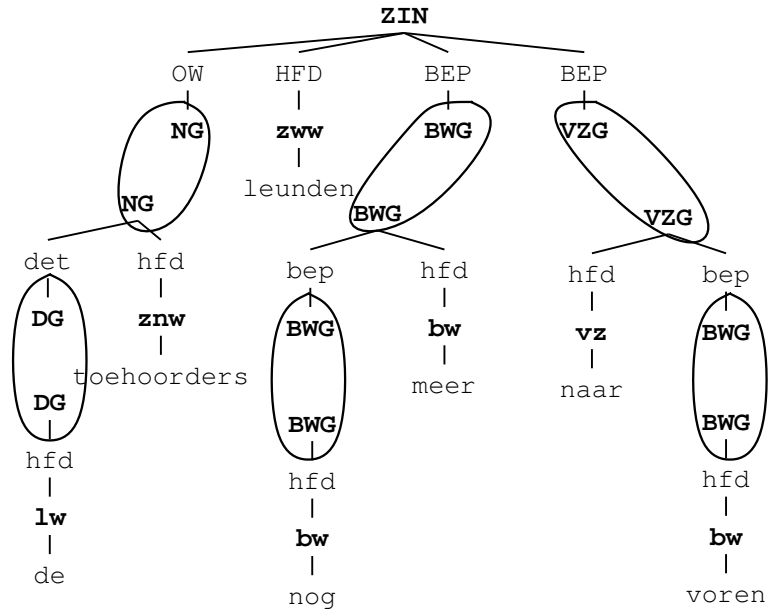 ZIN
OW HFD BEP BEP
NG zww BWG VZG
leunden
NG BWG VZG
det hfd bep hfd hfd bep
DG znw BWG bw vz BWG
toehoorders meer naar
DG BWG BWG
hfd hfd hfd
lw bw bw
de nog voren